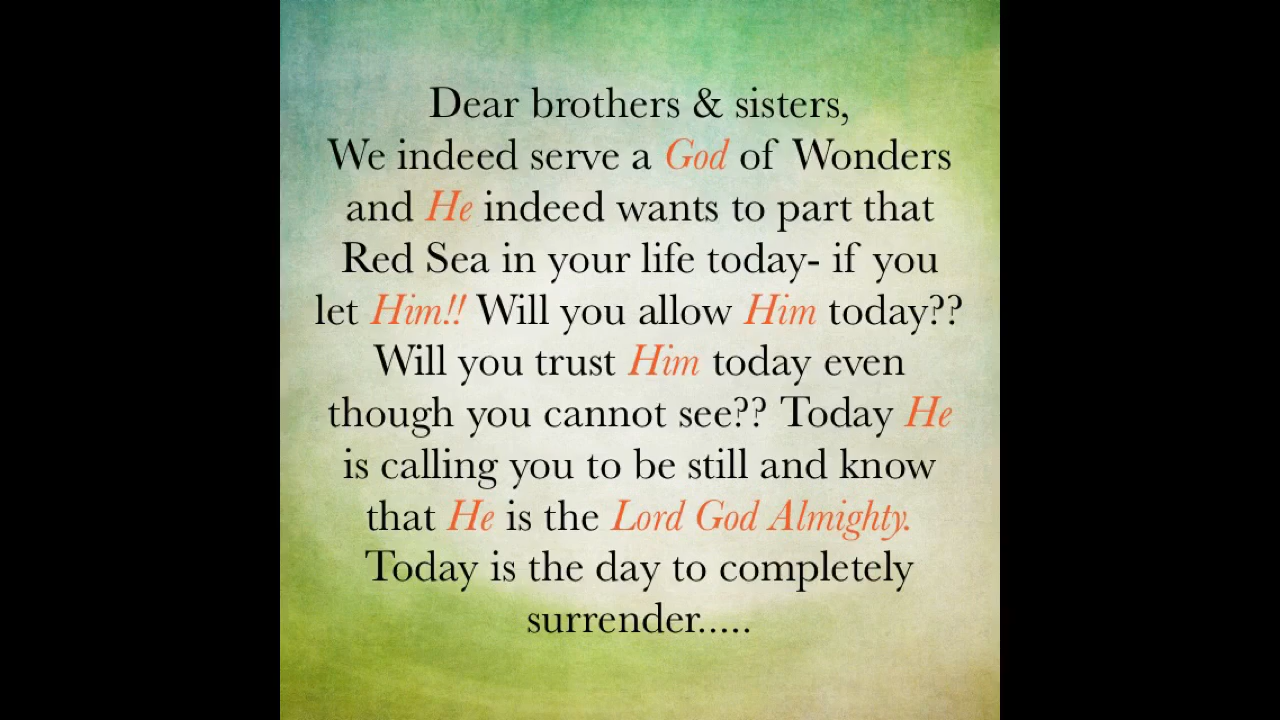 Dear brothers & sisters,
We indeed serve a God of Wonders
and He indeed wants to part that
Red Sea in your life today- if you
let Him!! Will you allow Him today??
Will you trust Him today even
though you cannot see?? Today He
is calling you to be still and know
that He is the Lord God Almighty.
Today is the day to completely
surrender.....